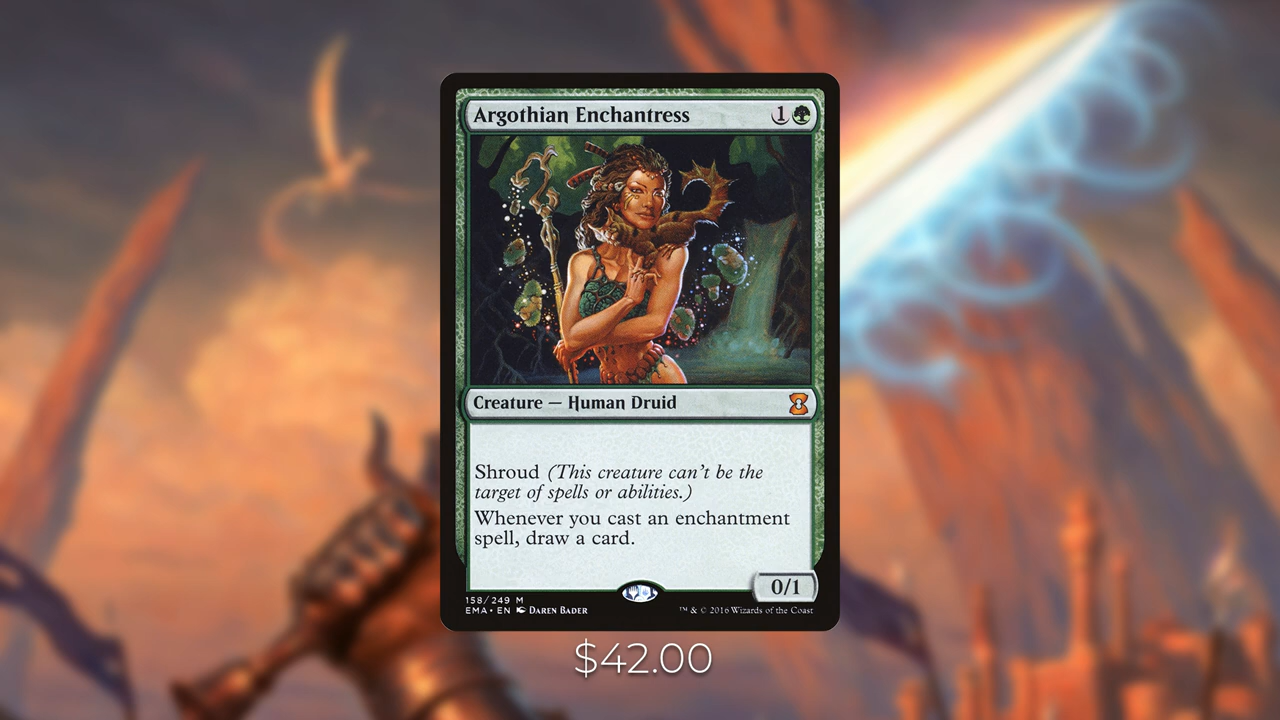 Argothian Enchantress 1
Creature — Human Druid
Shroud (This creature can't be the
target of spells or abilities.)
Whenever you cast an enchantment
spell, draw a card.
0/1
158/249 M
EMA • EN Daren Bader
™ & © 2016 Wizards of the Coast
$42.00